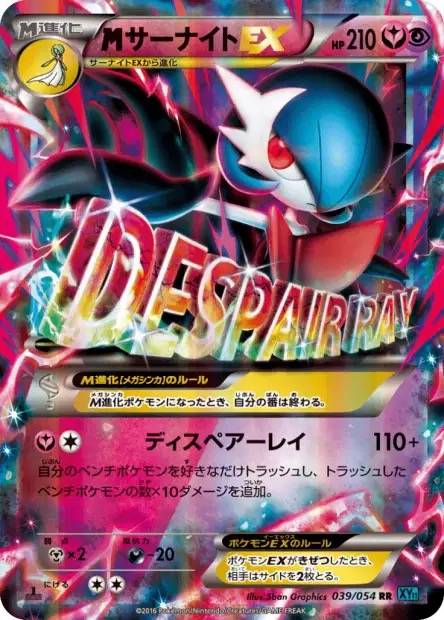 M進化
MサーナイトEX
HP210
サーナイトEXから進化
DESPAIR RAY
M進化[メガシンカ]のルール
M進化ポケモンになったとき、自分の番は終わる。
ディスペアーレイ 110+
自分のベンチポケモンを好きなだけトラッシュし、トラッシュした
ベンチポケモンの数×10ダメージを追加。
弱点 抵抗力
×2 -20
にげる
ポケモンEXのルール
ポケモンEXがきぜつしたとき、
相手はサイドを2枚とる。
Illus.5ban Graphics 039/054 RR XY
©2016 Pokémon/Nintendo/Creatures/GAME FREAK